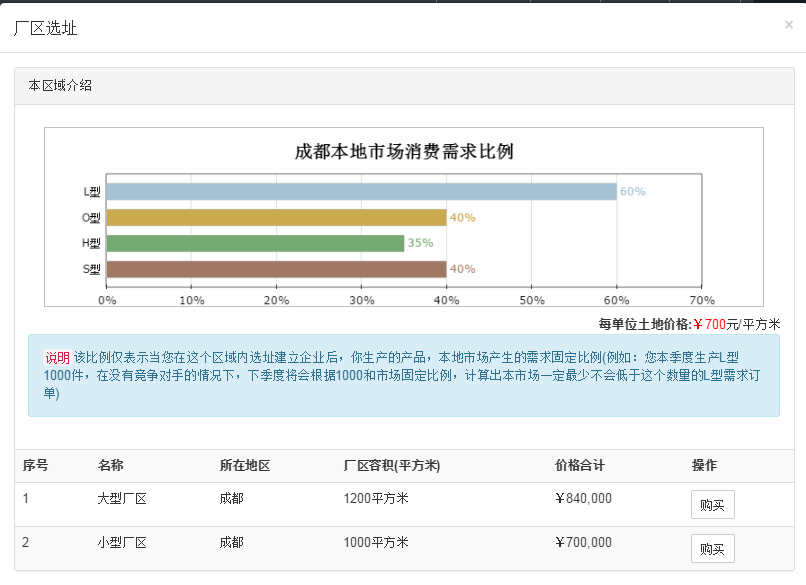 厂区选址
×
本区域介绍
成都本地市场消费需求比例
L型 60%
O型 40%
H型 35%
S型 40%
0% 10% 20% 30% 40% 50% 60% 70%
每单位土地价格:￥700元/平方米
说明 该比例仅表示当您在这个区域内选址建立企业后，你生产的产品，本地市场产生的需求固定比例(例如：您本季度生产L型
1000件，在没有竞争对手的情况下，下季度将会根据1000和市场固定比例，计算出本市场一定最少不会低于这个数量的L型需求订
单)
序号 名称 所在地区 厂区容积(平方米) 价格合计 操作
1 大型厂区 成都 1200平方米 ￥840,000 购买
2 小型厂区 成都 1000平方米 ￥700,000 购买